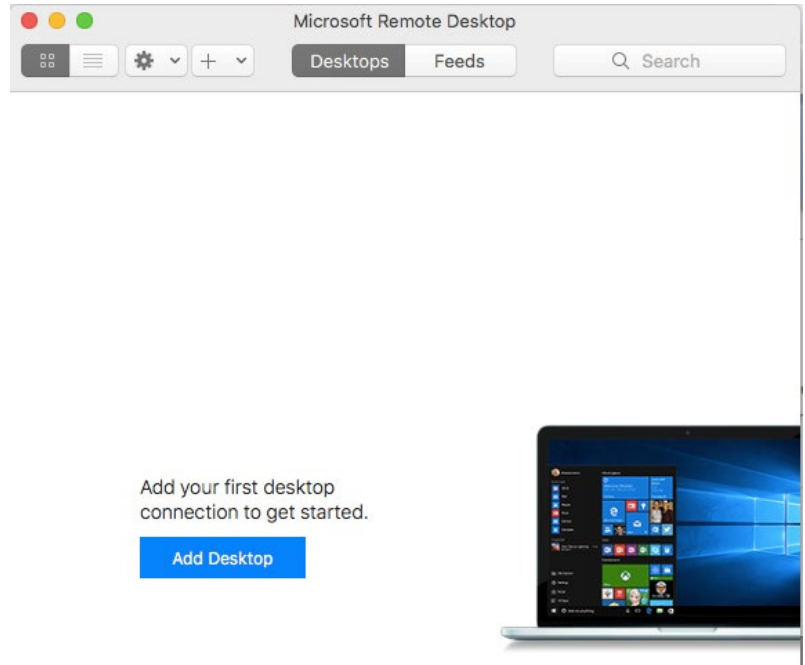 Microsoft Remote Desktop
Desktops Feeds Search
Add your first desktop
connection to get started.
Add Desktop